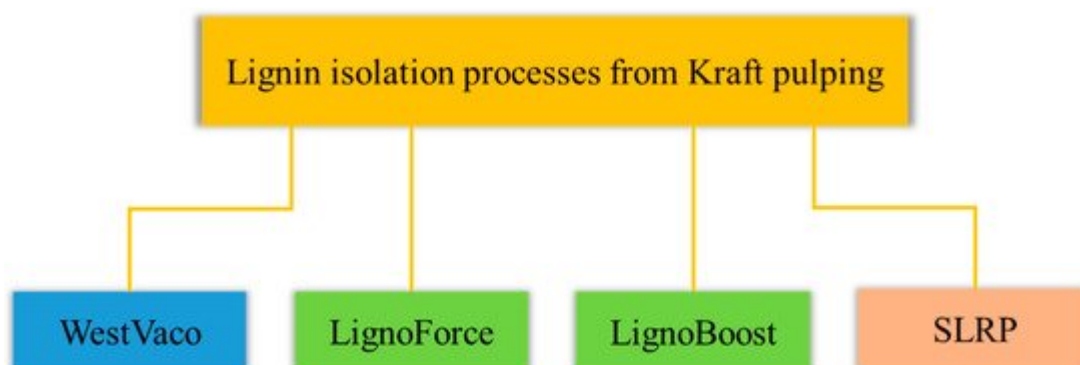 Lignin isolation processes from Kraft pulping
WestVaco
LignoForce
LignoBoost
SLRP